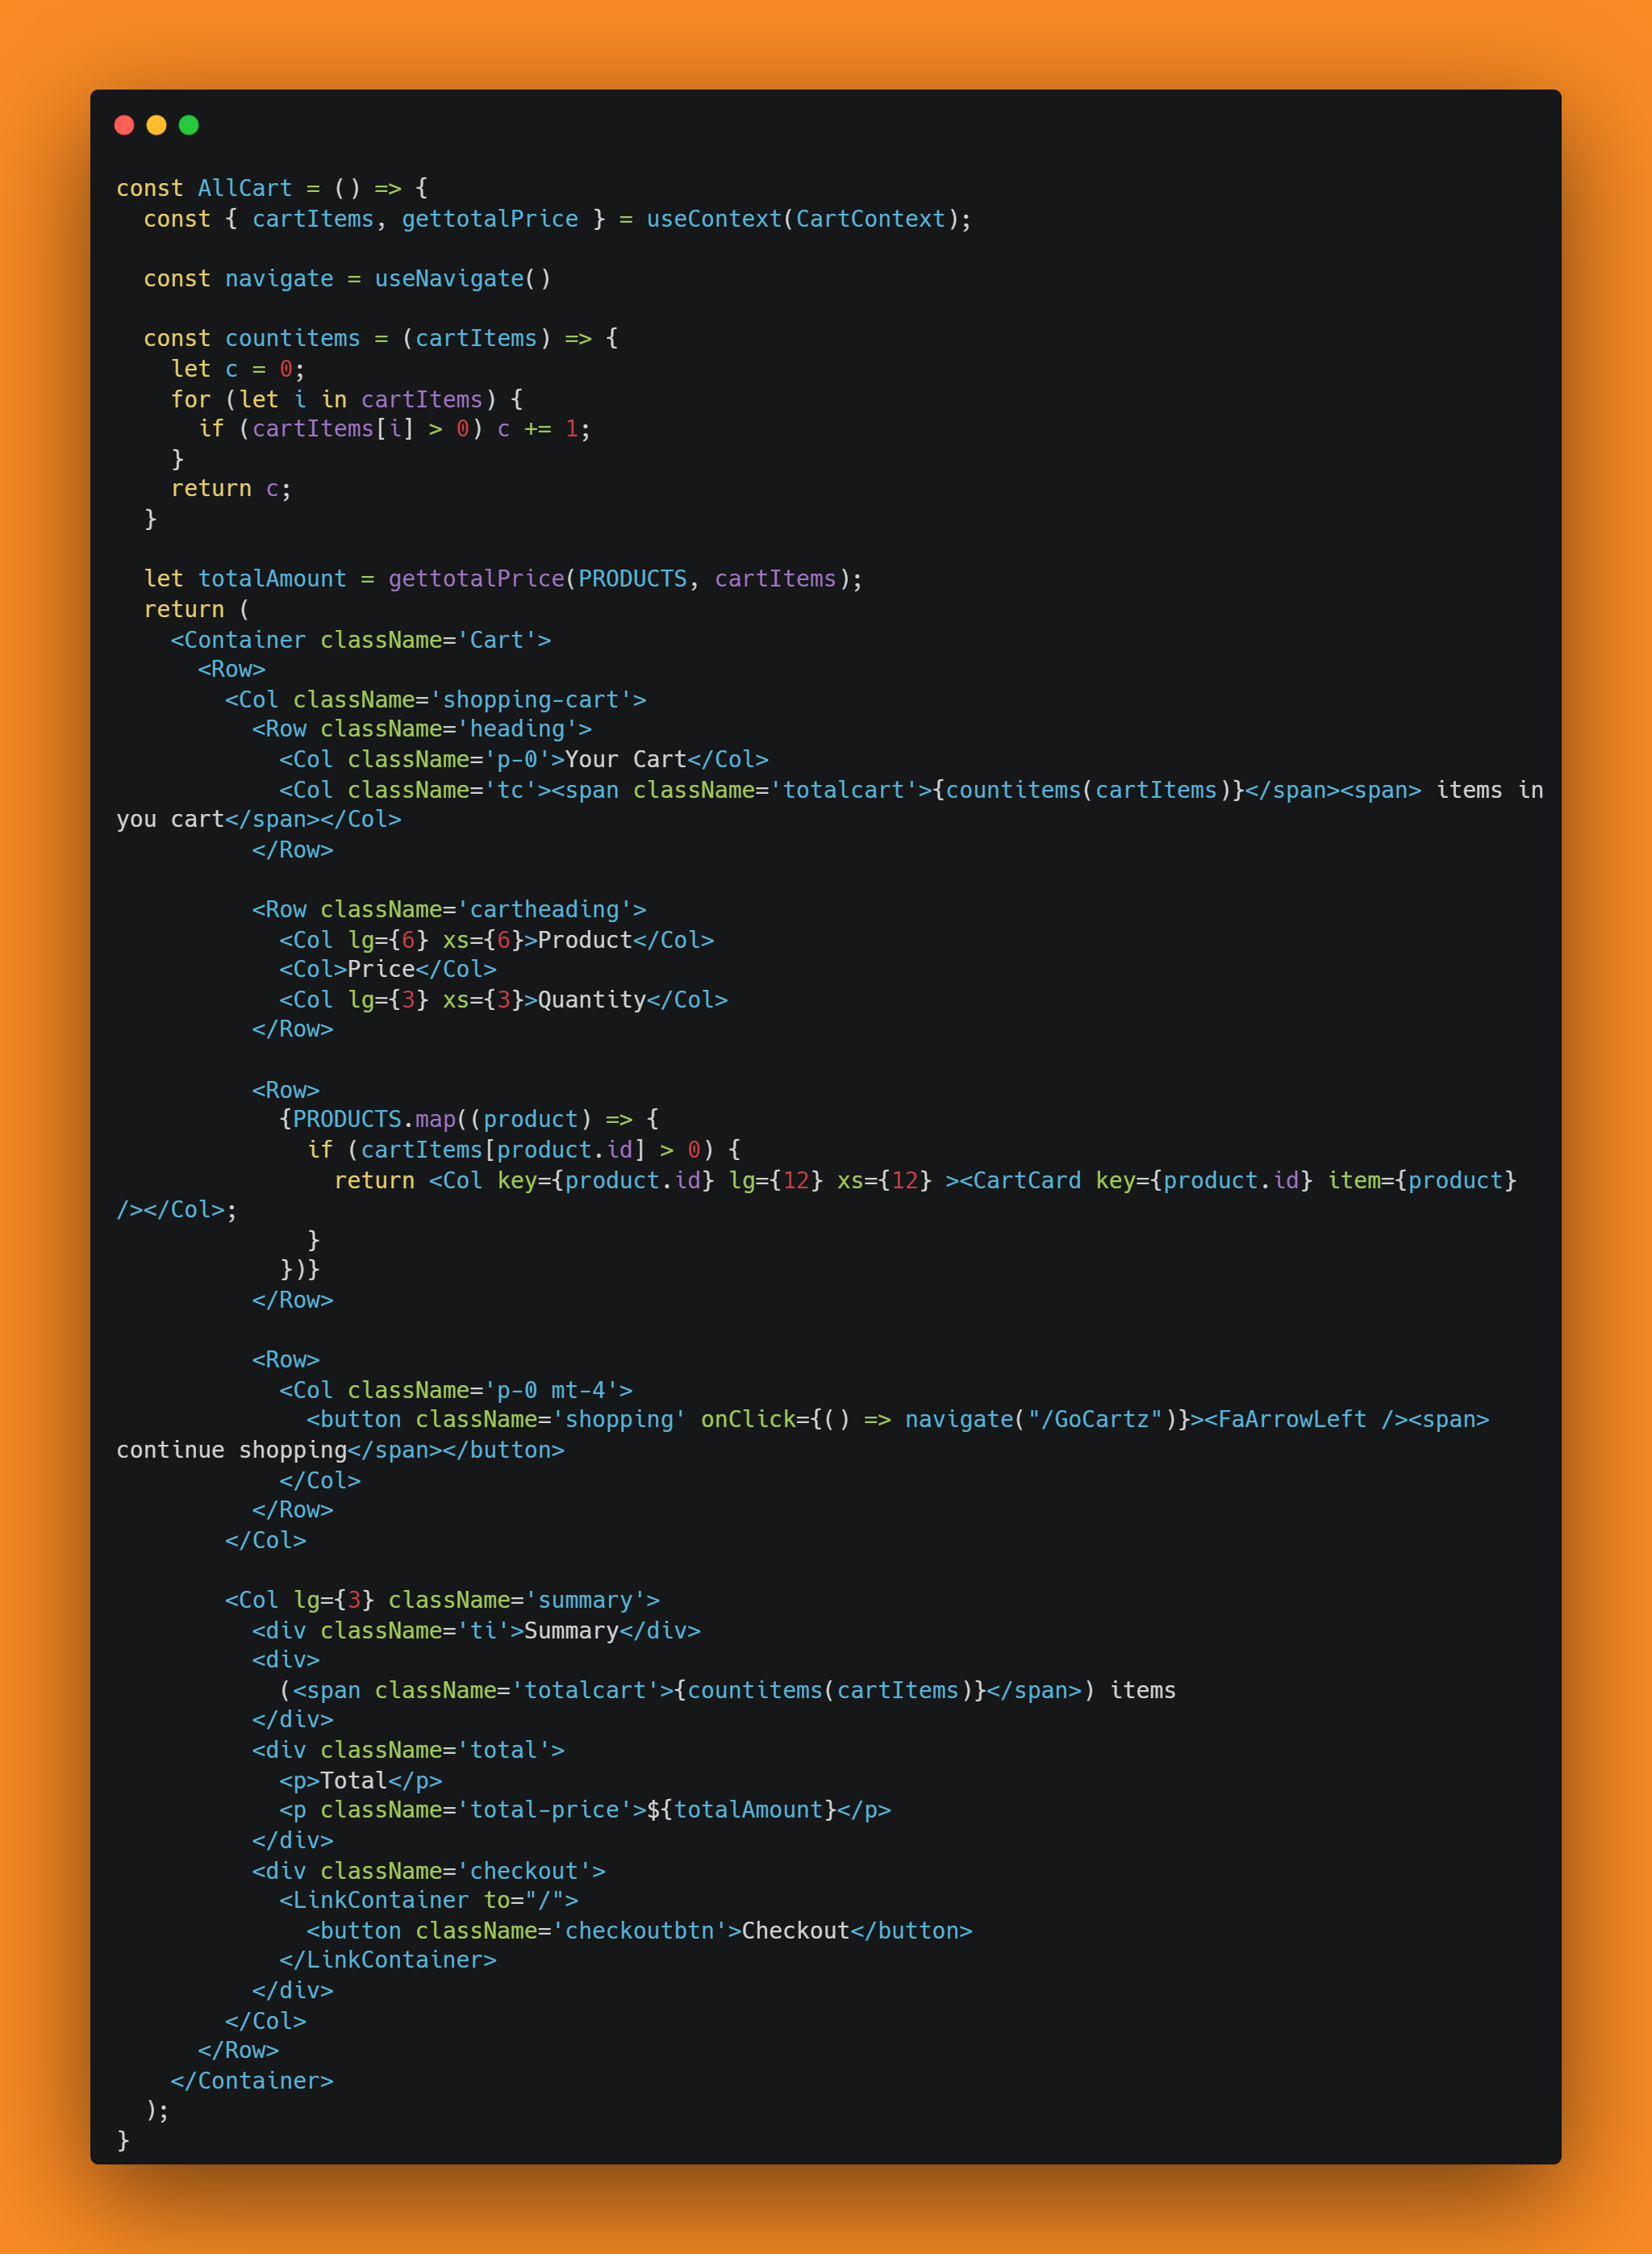 const AllCart = () => {
  const { cartItems, gettotalPrice } = useContext(CartContext);

  const navigate = useNavigate()

  const countitems = (cartItems) => {
    let c = 0;
    for (let i in cartItems) {
      if (cartItems[i] > 0) c += 1;
    }
    return c;
  }

  let totalAmount = gettotalPrice(PRODUCTS, cartItems);
  return (
    <Container className='Cart'>
      <Row>
        <Col className='shopping-cart'>
          <Row className='heading'>
            <Col className='p-0'>Your Cart</Col>
            <Col className='tc'><span className='totalcart'>{countitems(cartItems)}</span><span> items in
you cart</span></Col>
          </Row>

          <Row className='cartheading'>
            <Col lg={6} xs={6}>Product</Col>
            <Col>Price</Col>
            <Col lg={3} xs={3}>Quantity</Col>
          </Row>

          <Row>
            {PRODUCTS.map((product) => {
              if (cartItems[product.id] > 0) {
                return <Col key={product.id} lg={12} xs={12} ><CartCard key={product.id} item={product}
/></Col>;
              }
            })}
          </Row>

          <Row>
            <Col className='p-0 mt-4'>
              <button className='shopping' onClick={() => navigate("/GoCartz")}><FaArrowLeft /><span>
continue shopping</span></button>
            </Col>
          </Row>
        </Col>

        <Col lg={3} className='summary'>
          <div className='ti'>Summary</div>
          <div>
            (<span className='totalcart'>{countitems(cartItems)}</span>) items
          </div>
          <div className='total'>
            <p>Total</p>
            <p className='total-price'>${totalAmount}</p>
          </div>
          <div className='checkout'>
            <LinkContainer to="/">
              <button className='checkoutbtn'>Checkout</button>
            </LinkContainer>
          </div>
        </Col>
      </Row>
    </Container>
  );
}